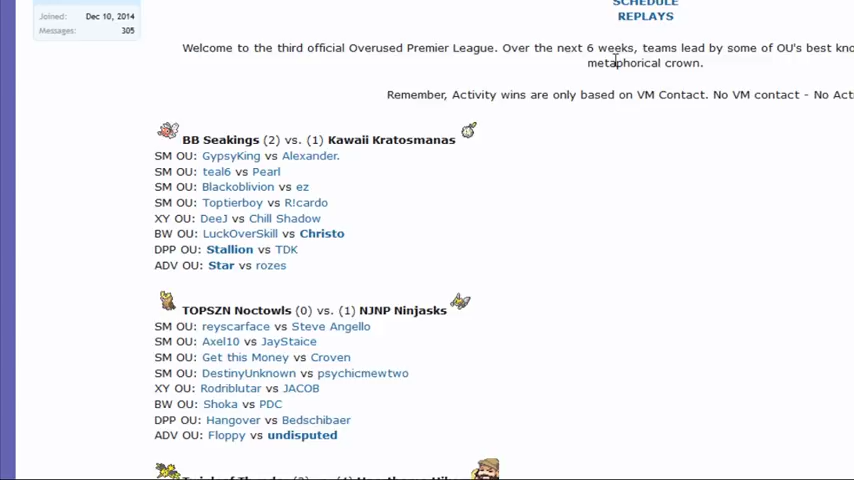 SCHEDULE
Joined: Dec 10, 2014
REPLAYS
Messages: 305
Welcome to the third official Overused Premier League. Over the next 6 weeks, teams lead by some of OU's best kno
metaphorical crown.
Remember, Activity wins are only based on VM Contact. No VM contact - No Acti
BB Seakings (2) vs. (1) Kawaii Kratosmanas
SM OU: GypsyKing vs Alexander.
SM OU: teal6 vs Pearl
SM OU: Blackoblivion vs ez
SM OU: Toptierboy vs R!cardo
XY OU: DeeJ vs Chill Shadow
BW OU: LuckOverSkill vs Christo
DPP OU: Stallion vs TDK
ADV OU: Star vs rozes
TOPSZN Noctowls (0) vs. (1) NJNP Ninjasks
SM OU: reyscarface vs Steve Angello
SM OU: Axel10 vs JayStaice
SM OU: Get this Money vs Croven
SM OU: DestinyUnknown vs psychicmewtwo
XY OU: Rodriblutar vs JACOB
BW OU: Shoka vs PDC
DPP OU: Hangover vs Bedschibaer
ADV OU: Floppy vs undisputed